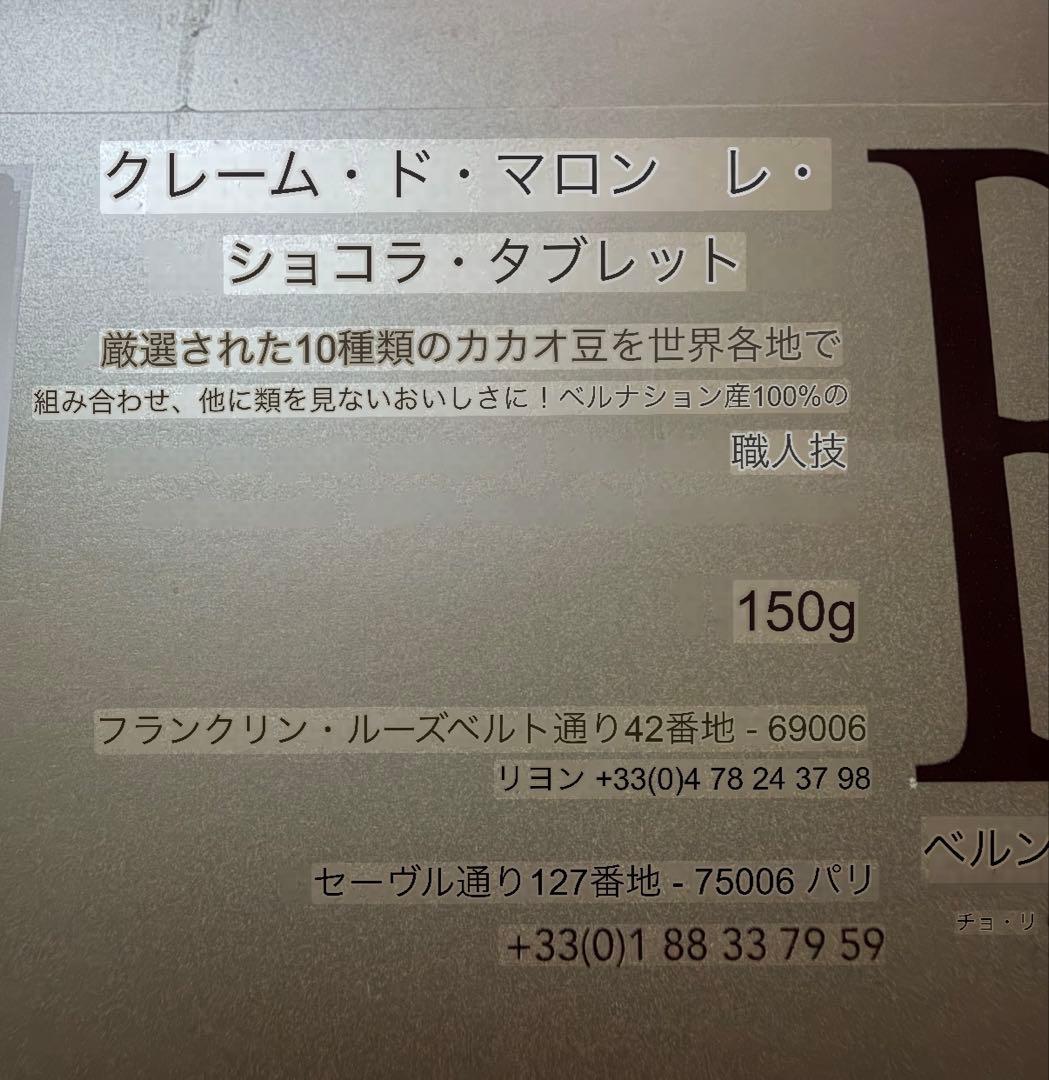 クレーム・ド・マロン レ・
ショコラ・タブレット
厳選された10種類のカカオ豆を世界各地で
組み合わせ、他に類を見ないおいしさに！ベルナション産100%の
職人技
150g
フランクリン・ルーズベルト通り42番地 - 69006
リヨン +33(0)4 78 24 37 98
セーヴル通り127番地 - 75006 パリ
+33(0)1 88 33 79 59
ベルン
チョ・リ